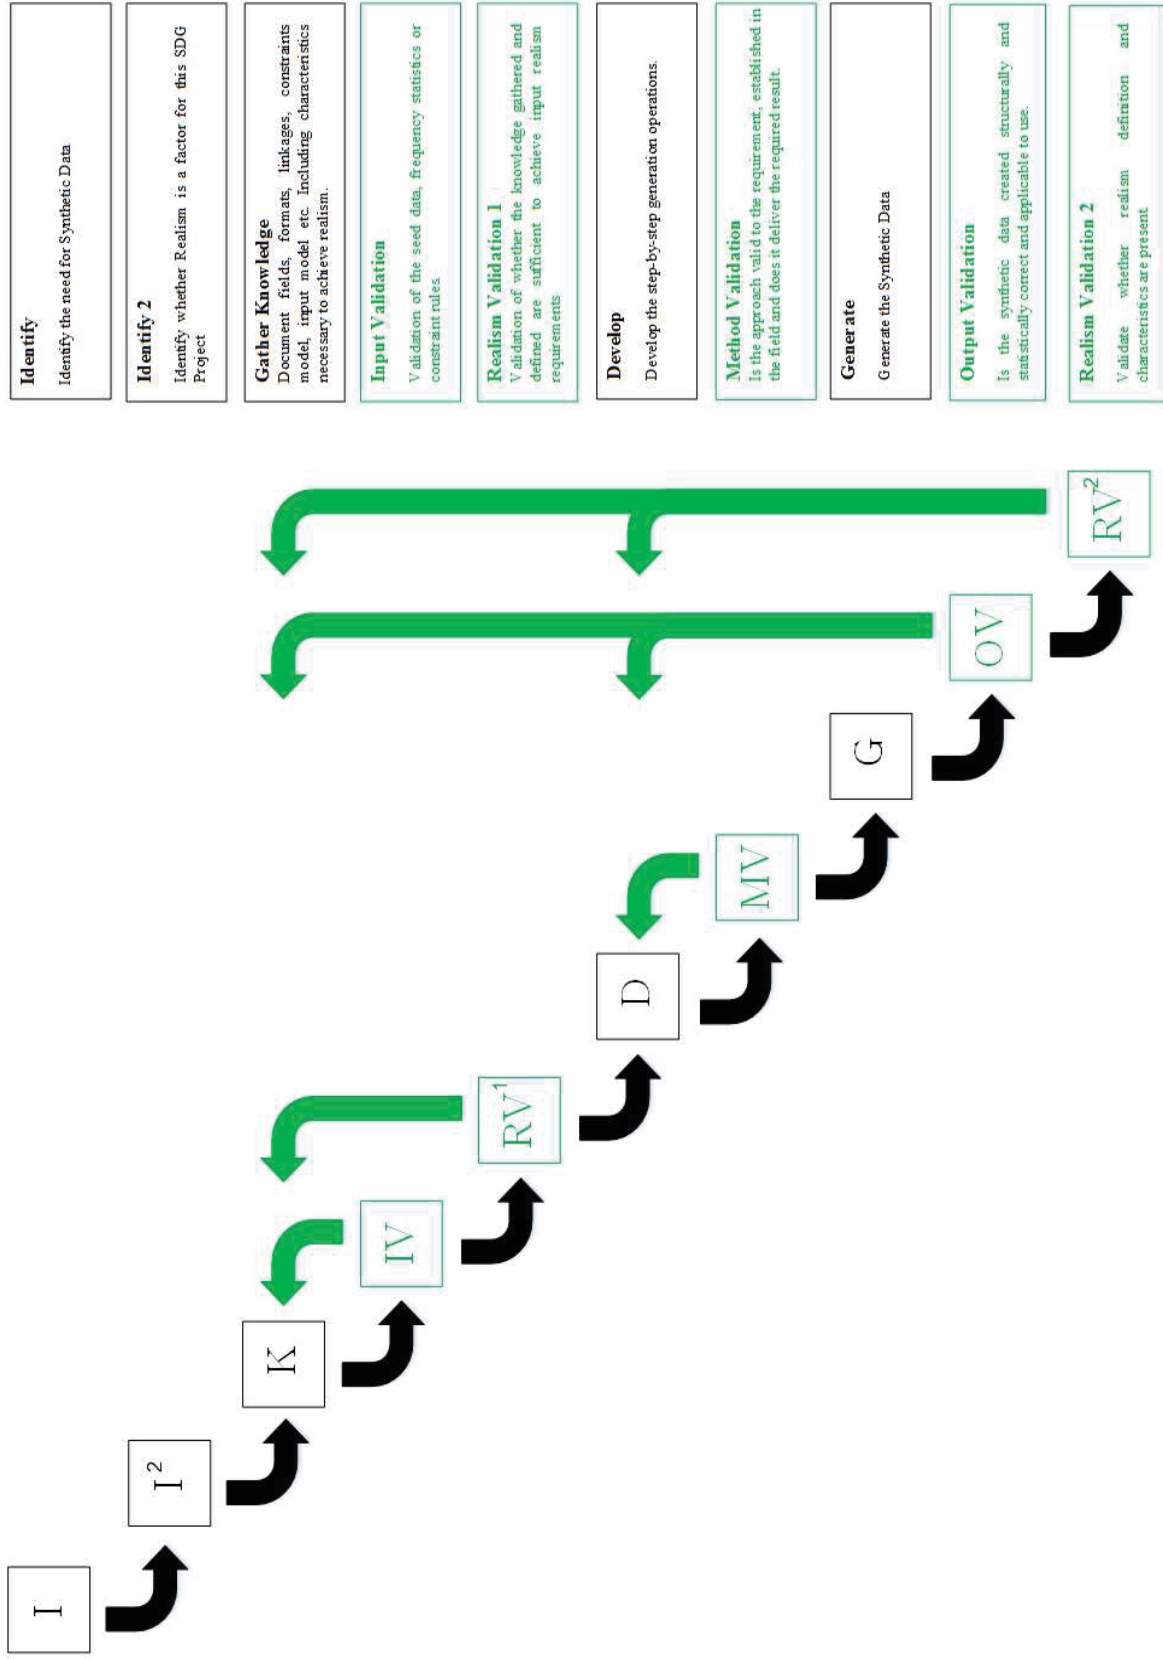 I
I²
K
IV
RV¹
D
MV
G
OV
RV²
Identify
Identify the need for Synthetic Data
Identify 2
Identify whether Realism is a factor for this SDG
Project
Gather Knowledge
Document fields, formats, linkages, constraints
model, input model etc. Including characteristics
necessary to achieve realism.
Input Validation
Validation of the seed data, frequency statistics or
constraint rules.
Realism Validation 1
Validation of whether the knowledge gathered and
defined are sufficient to achieve input realism
requirements
Develop
Develop the step-by-step generation operations.
Method Validation
Is the approach valid to the requirement, established in
the field and does it deliver the required result.
Generate
Generate the Synthetic Data
Output Validation
Is the synthetic data created structurally and
statistically correct and applicable to use.
Realism Validation 2
Validate whether realism definition and
characteristics are present.